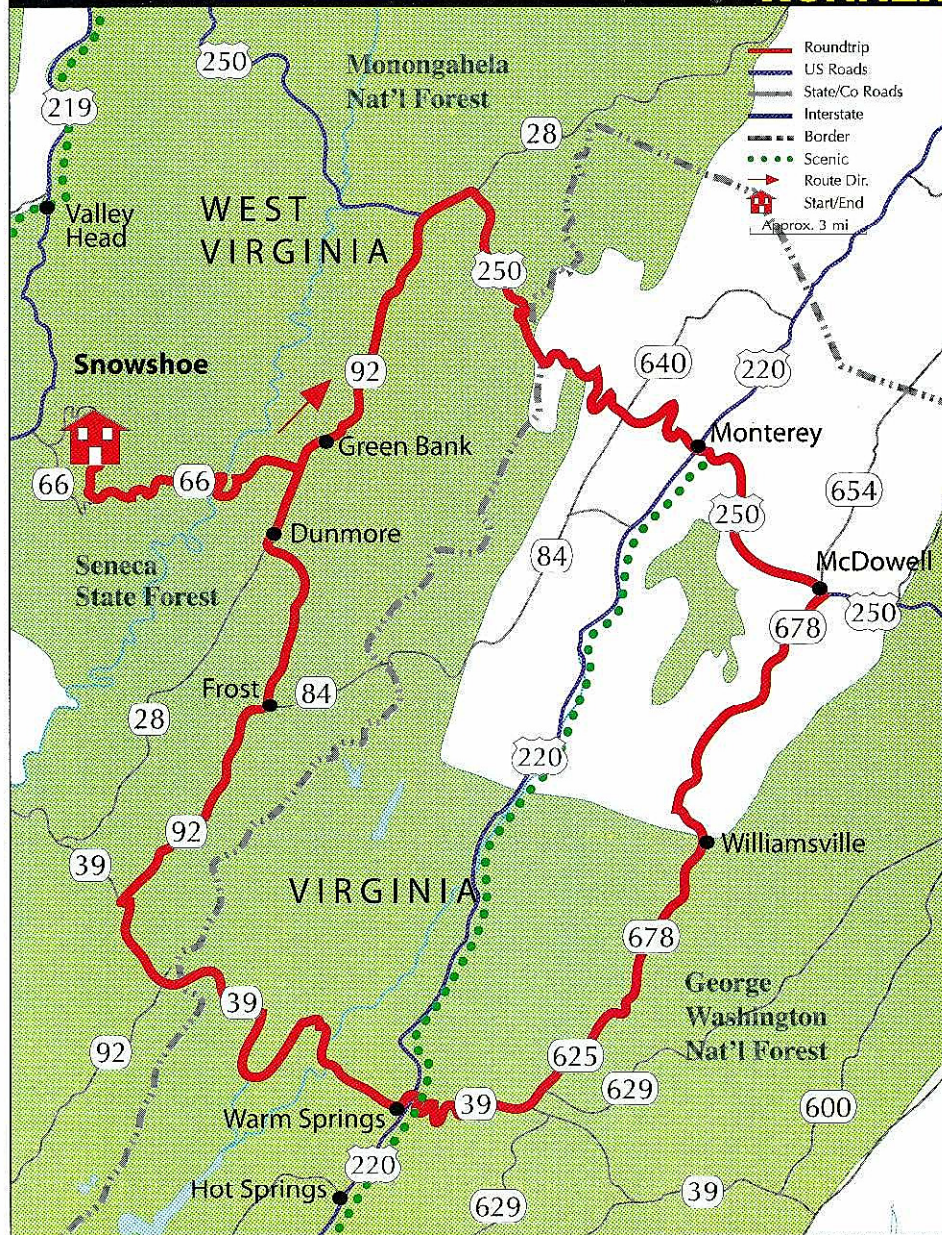 250
Monongahela
Nat'l Forest
Roundtrip
US Roads
State/Co Roads
Interstate
Border
Scenic
Route Dir.
Start/End
Approx. 3 mi
219
28
Valley
Head
WEST
VIRGINIA
250
Snowshoe
92
640
220
Green Bank
Monterey
66
66
654
250
Dunmore
84
McDowell
Seneca
State Forest
250
678
Frost
84
28
220
92
Williamsville
39
VIRGINIA
678
George
Washington
Nat'l Forest
39
92
625
629
Warm Springs
39
600
220
Hot Springs
629
39